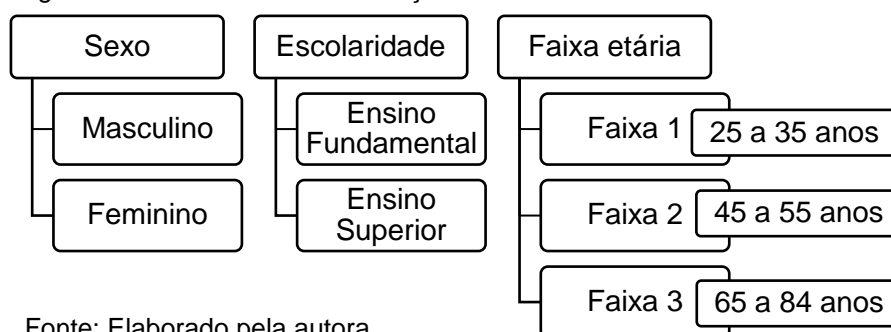 Sexo
Masculino
Feminino
Escolaridade
Ensino
Fundamental
Ensino
Superior
Faixa etária
Faixa 1
25 a 35 anos
Faixa 2
45 a 55 anos
Faixa 3
65 a 84 anos
Fonte: Elaborado pela autora